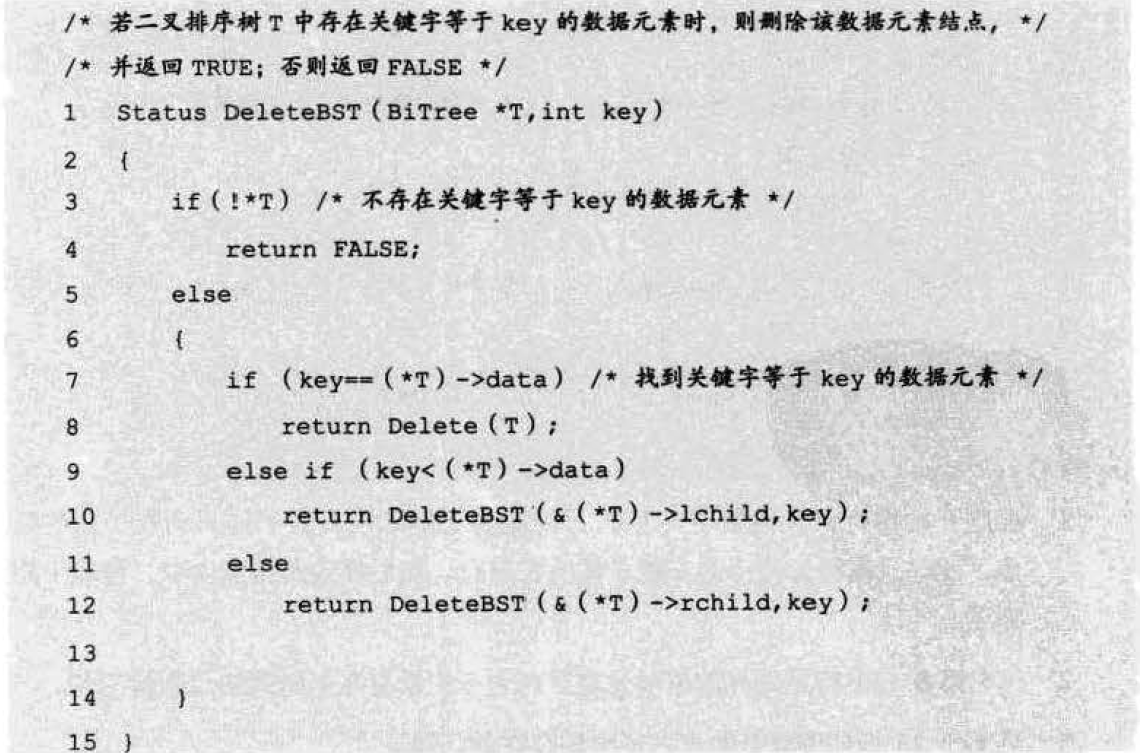 /* 若二叉排序树 T 中存在关键字等于 key 的数据元素时，则删除该数据元素结点， */
/* 并返回 TRUE；否则返回 FALSE */
1 Status DeleteBST(BiTree *T,int key)
2 {
3 if(!*T) /* 不存在关键字等于 key 的数据元素 */
4 return FALSE;
5 else
6 {
7 if (key==(*T)->data) /* 找到关键字等于 key 的数据元素 */
8 return Delete(T);
9 else if (key<(*T)->data)
10 return DeleteBST(&(*T)->lchild,key);
11 else
12 return DeleteBST(&(*T)->rchild,key);
13
14 }
15 }